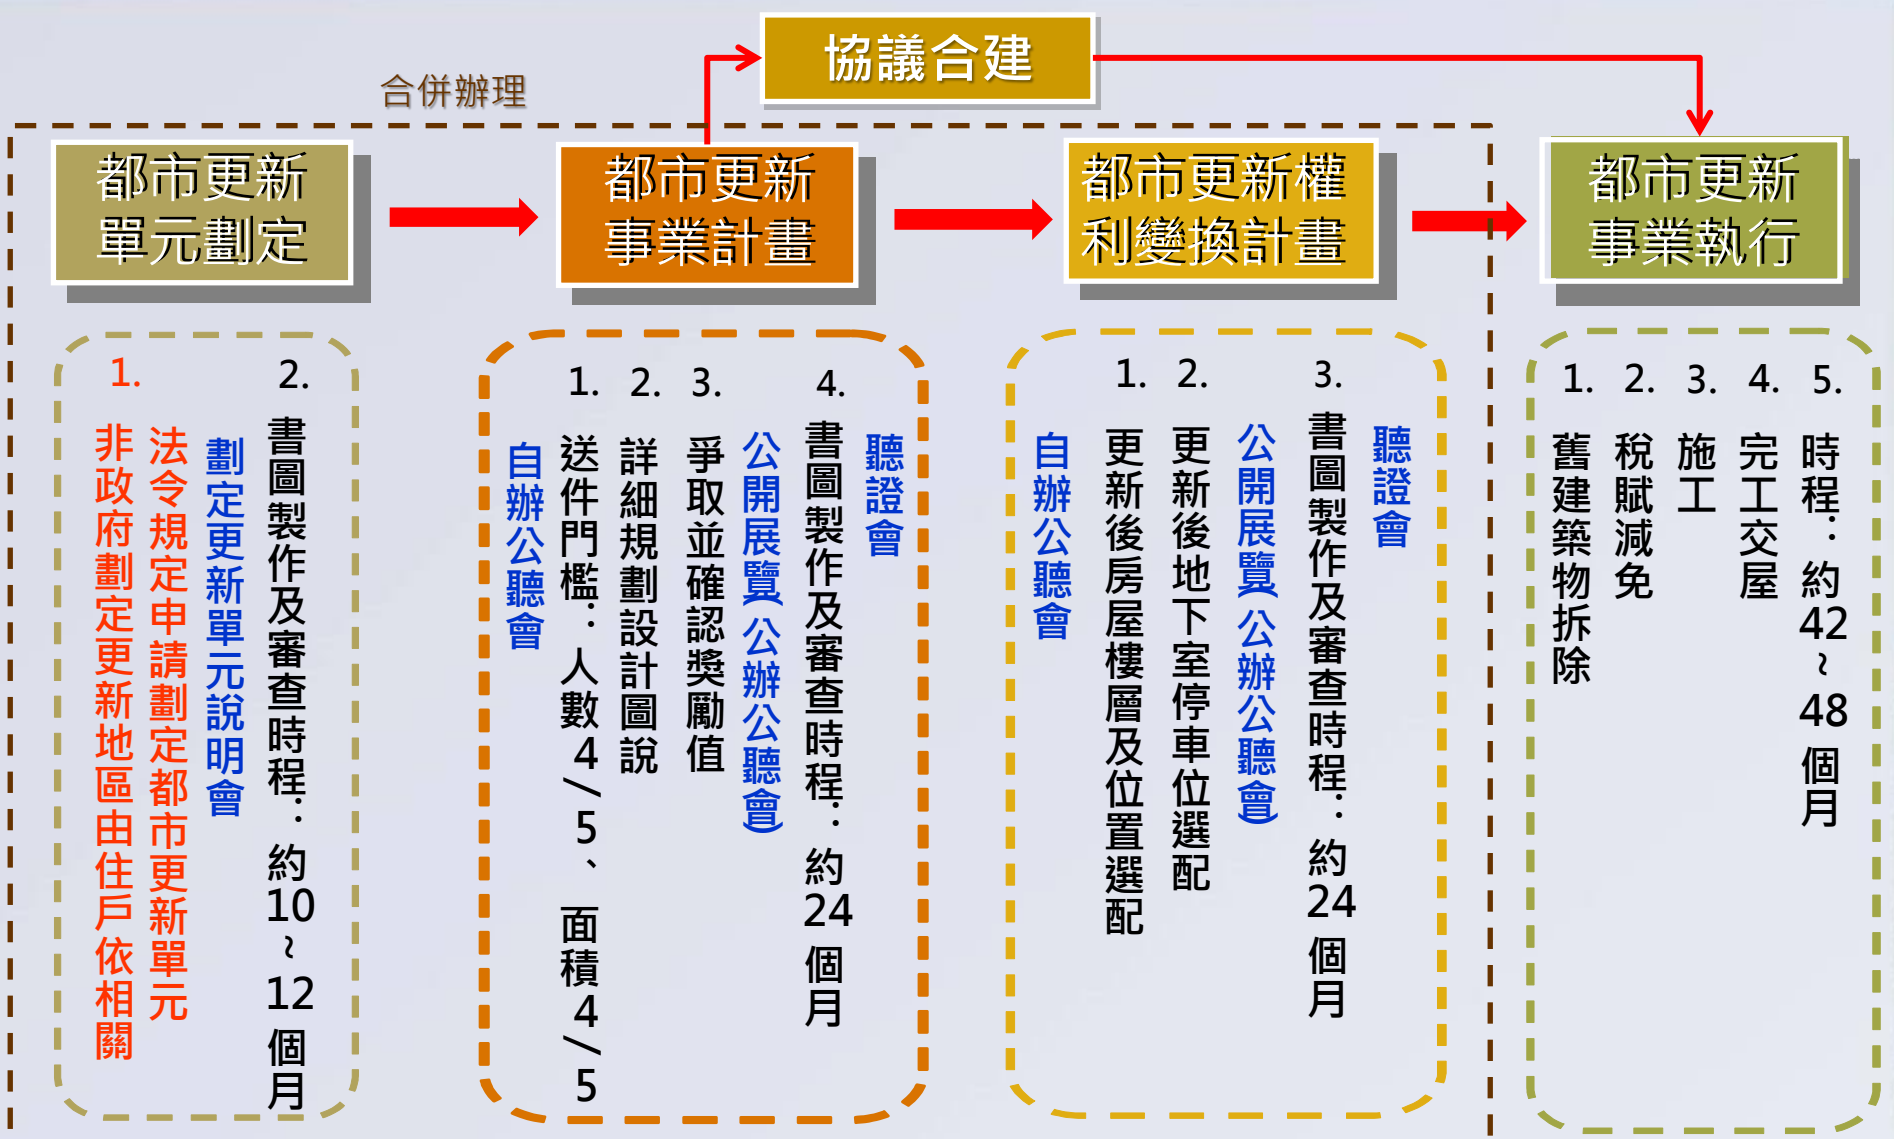 協議合建
合併辦理
都市更新
單元劃定
都市更新
事業計畫
都市更新權
利變換計畫
都市更新
事業執行
1.
非政府劃定更新地區由住戶依相關
法令規定申請劃定都市更新單元
劃定更新單元說明會
2.
書圖製作及審查時程：約10~12個月
自辦公聽會
1.
送件門檻：人數4/5、面積4/5
2.
詳細規劃設計圖說
3.
爭取並確認獎勵值
公開展覽(公辦公聽會)
4.
書圖製作及審查時程：約24個月
聽證會
自辦公聽會
1.
更新後房屋樓層及位置選配
2.
更新後地下室停車位選配
公開展覽(公辦公聽會)
3.
書圖製作及審查時程：約24個月
聽證會
1.
舊建築物拆除
2.
稅賦減免
3.
施工
4.
完工交屋
5.
時程：約42~48個月